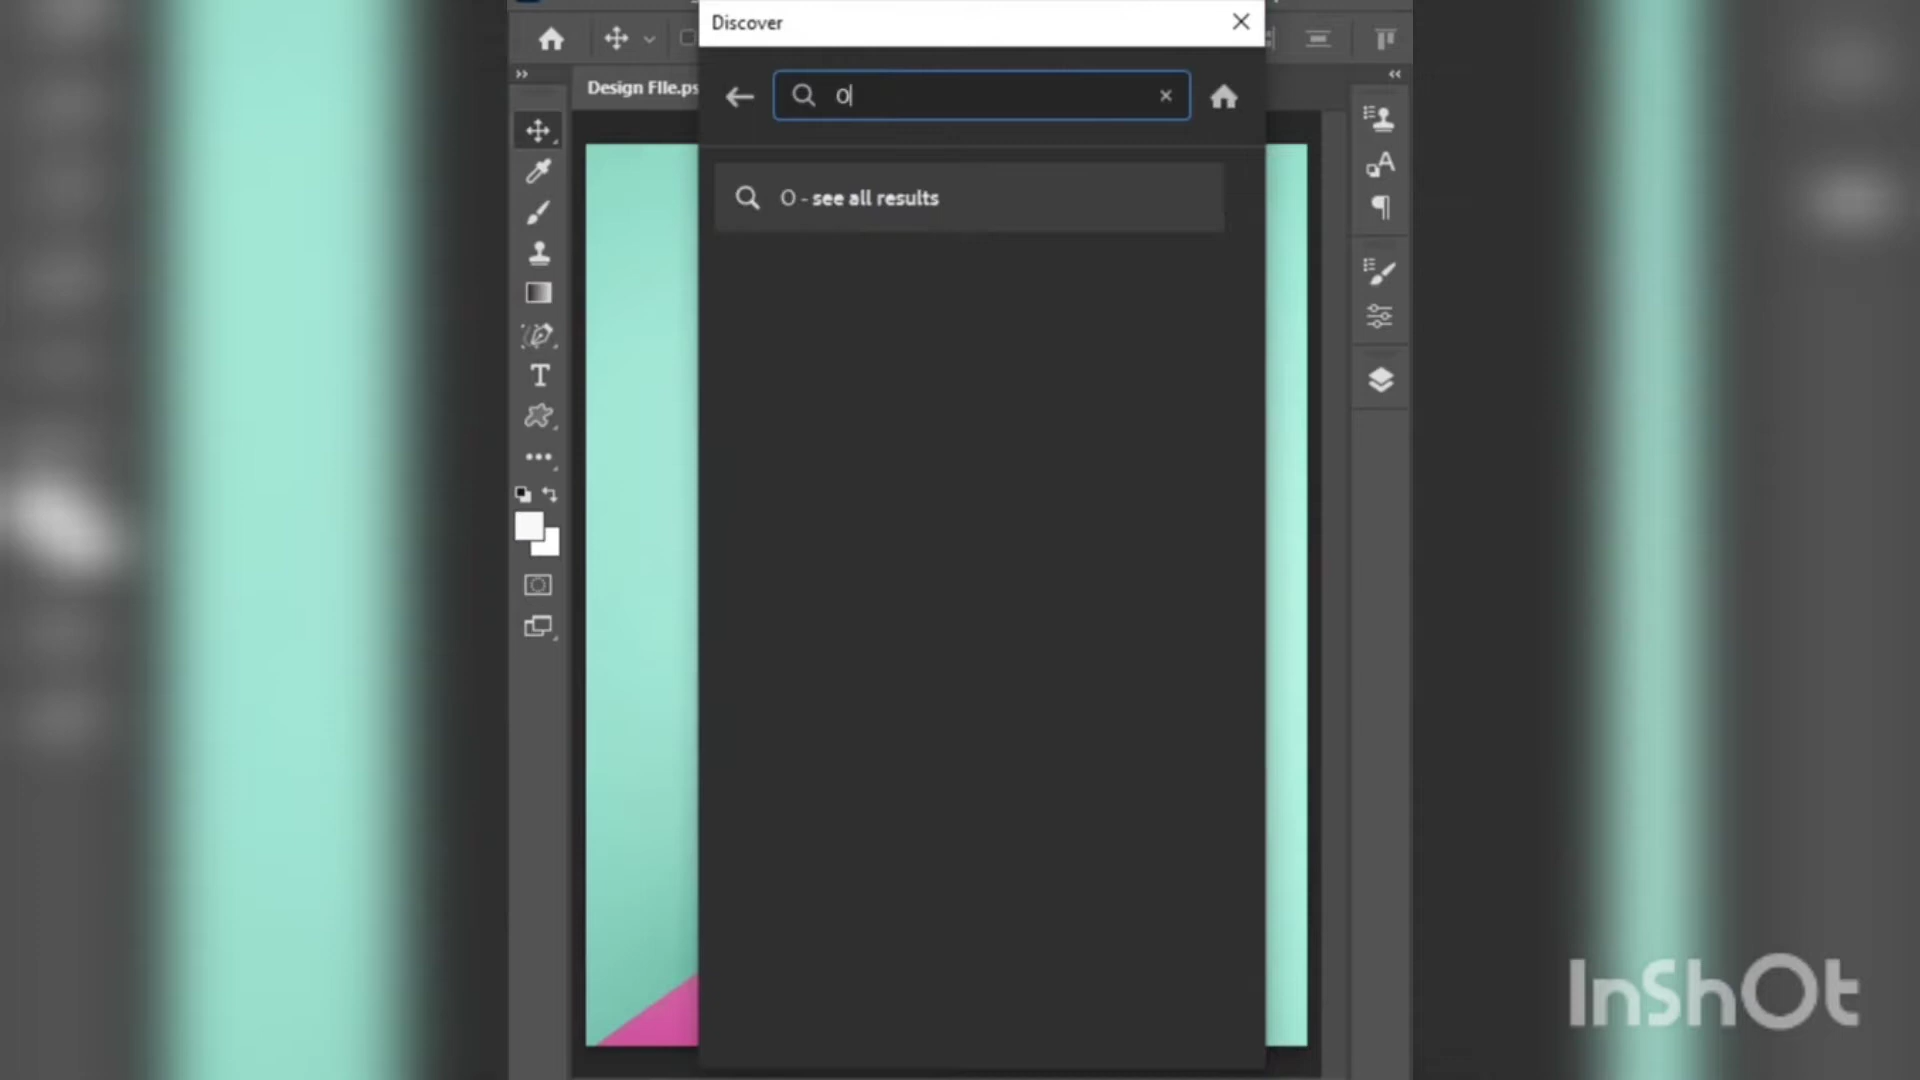 Discover
Design FIle.ps
O
O - see all results
InShOt